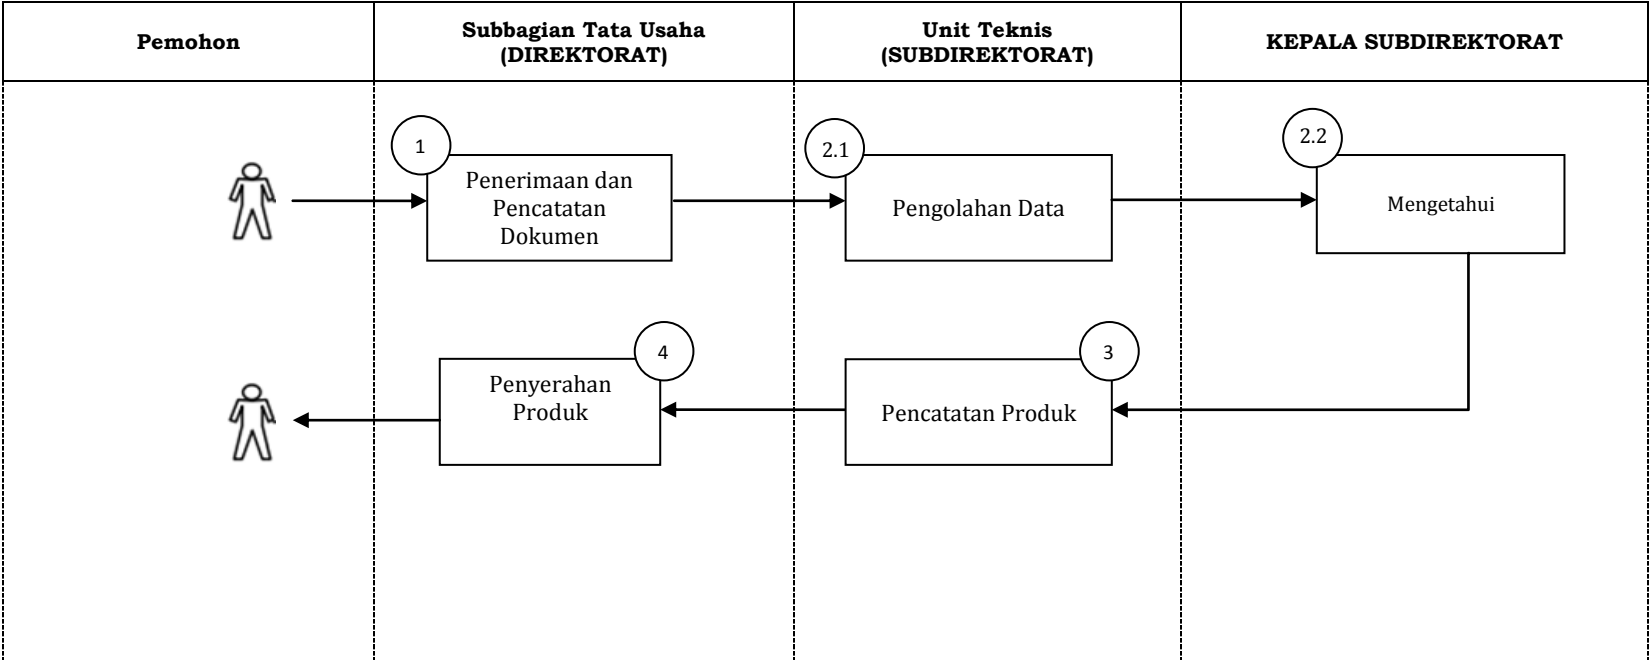 Pemohon
Subbagian Tata Usaha
(DIREKTORAT)
Unit Teknis
(SUBDIREKTORAT)
KEPALA SUBDIREKTORAT
1
Penerimaan dan
Pencatatan
Dokumen
2.1
Pengolahan Data
2.2
Mengetahui
4
Penyerahan
Produk
3
Pencatatan Produk